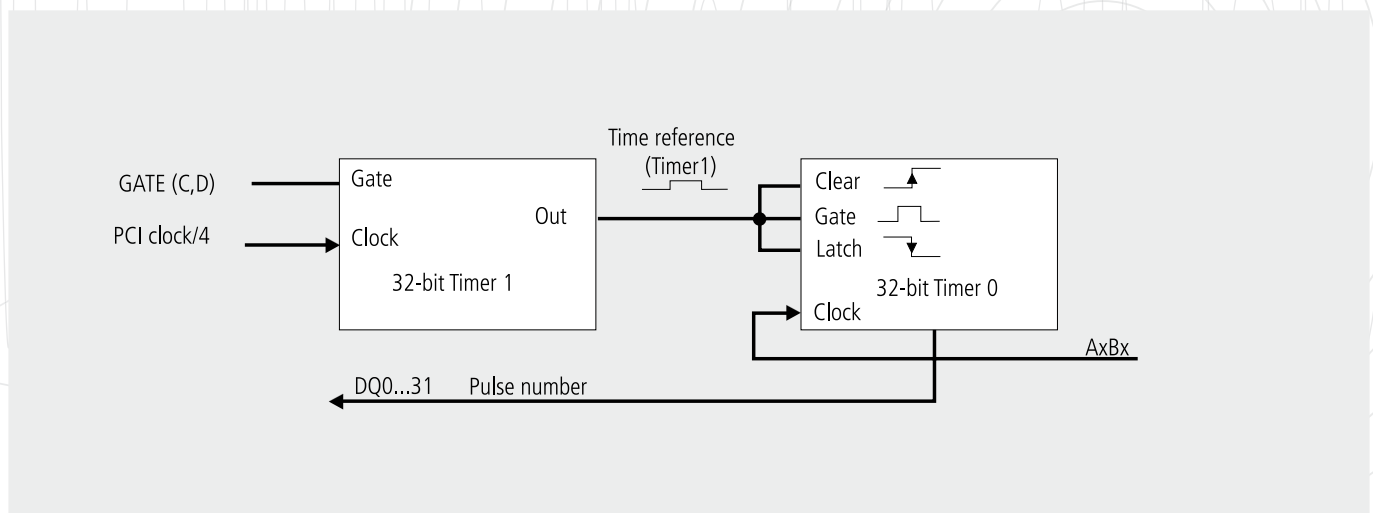 Time reference
(Timer1)
GATE (C,D)
Gate
PCI clock/4
Clock
Out
32-bit Timer 1
Clear
Gate
Latch
32-bit Timer 0
Clock
AxBx
DQ0...31 Pulse number